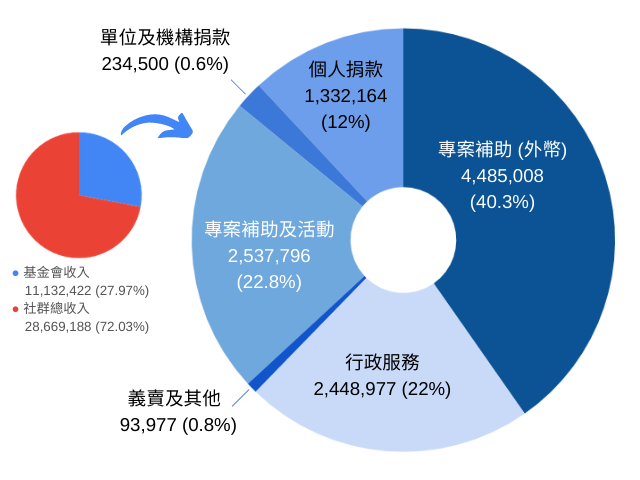 單位及機構捐款
234,500 (0.6%)
個人捐款
1,332,164
(12%)
專案補助 (外幣)
4,485,008
(40.3%)
專案補助及活動
2,537,796
(22.8%)
基金會收入
11,132,422 (27.97%)
社群總收入
28,669,188 (72.03%)
行政服務
2,448,977 (22%)
義賣及其他
93,977 (0.8%)